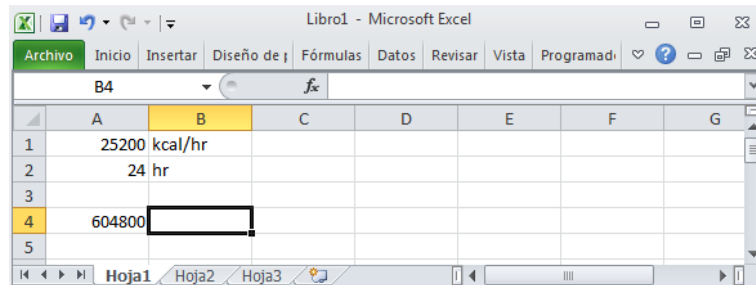 Libro1 - Microsoft Excel
Archivo Inicio Insertar Diseño de p Fórmulas Datos Revisar Vista Programad
B4 fx
A B C D E F G
1 25200 kcal/hr
2 24 hr
3
4 604800
5
Hoja1 Hoja2 Hoja3